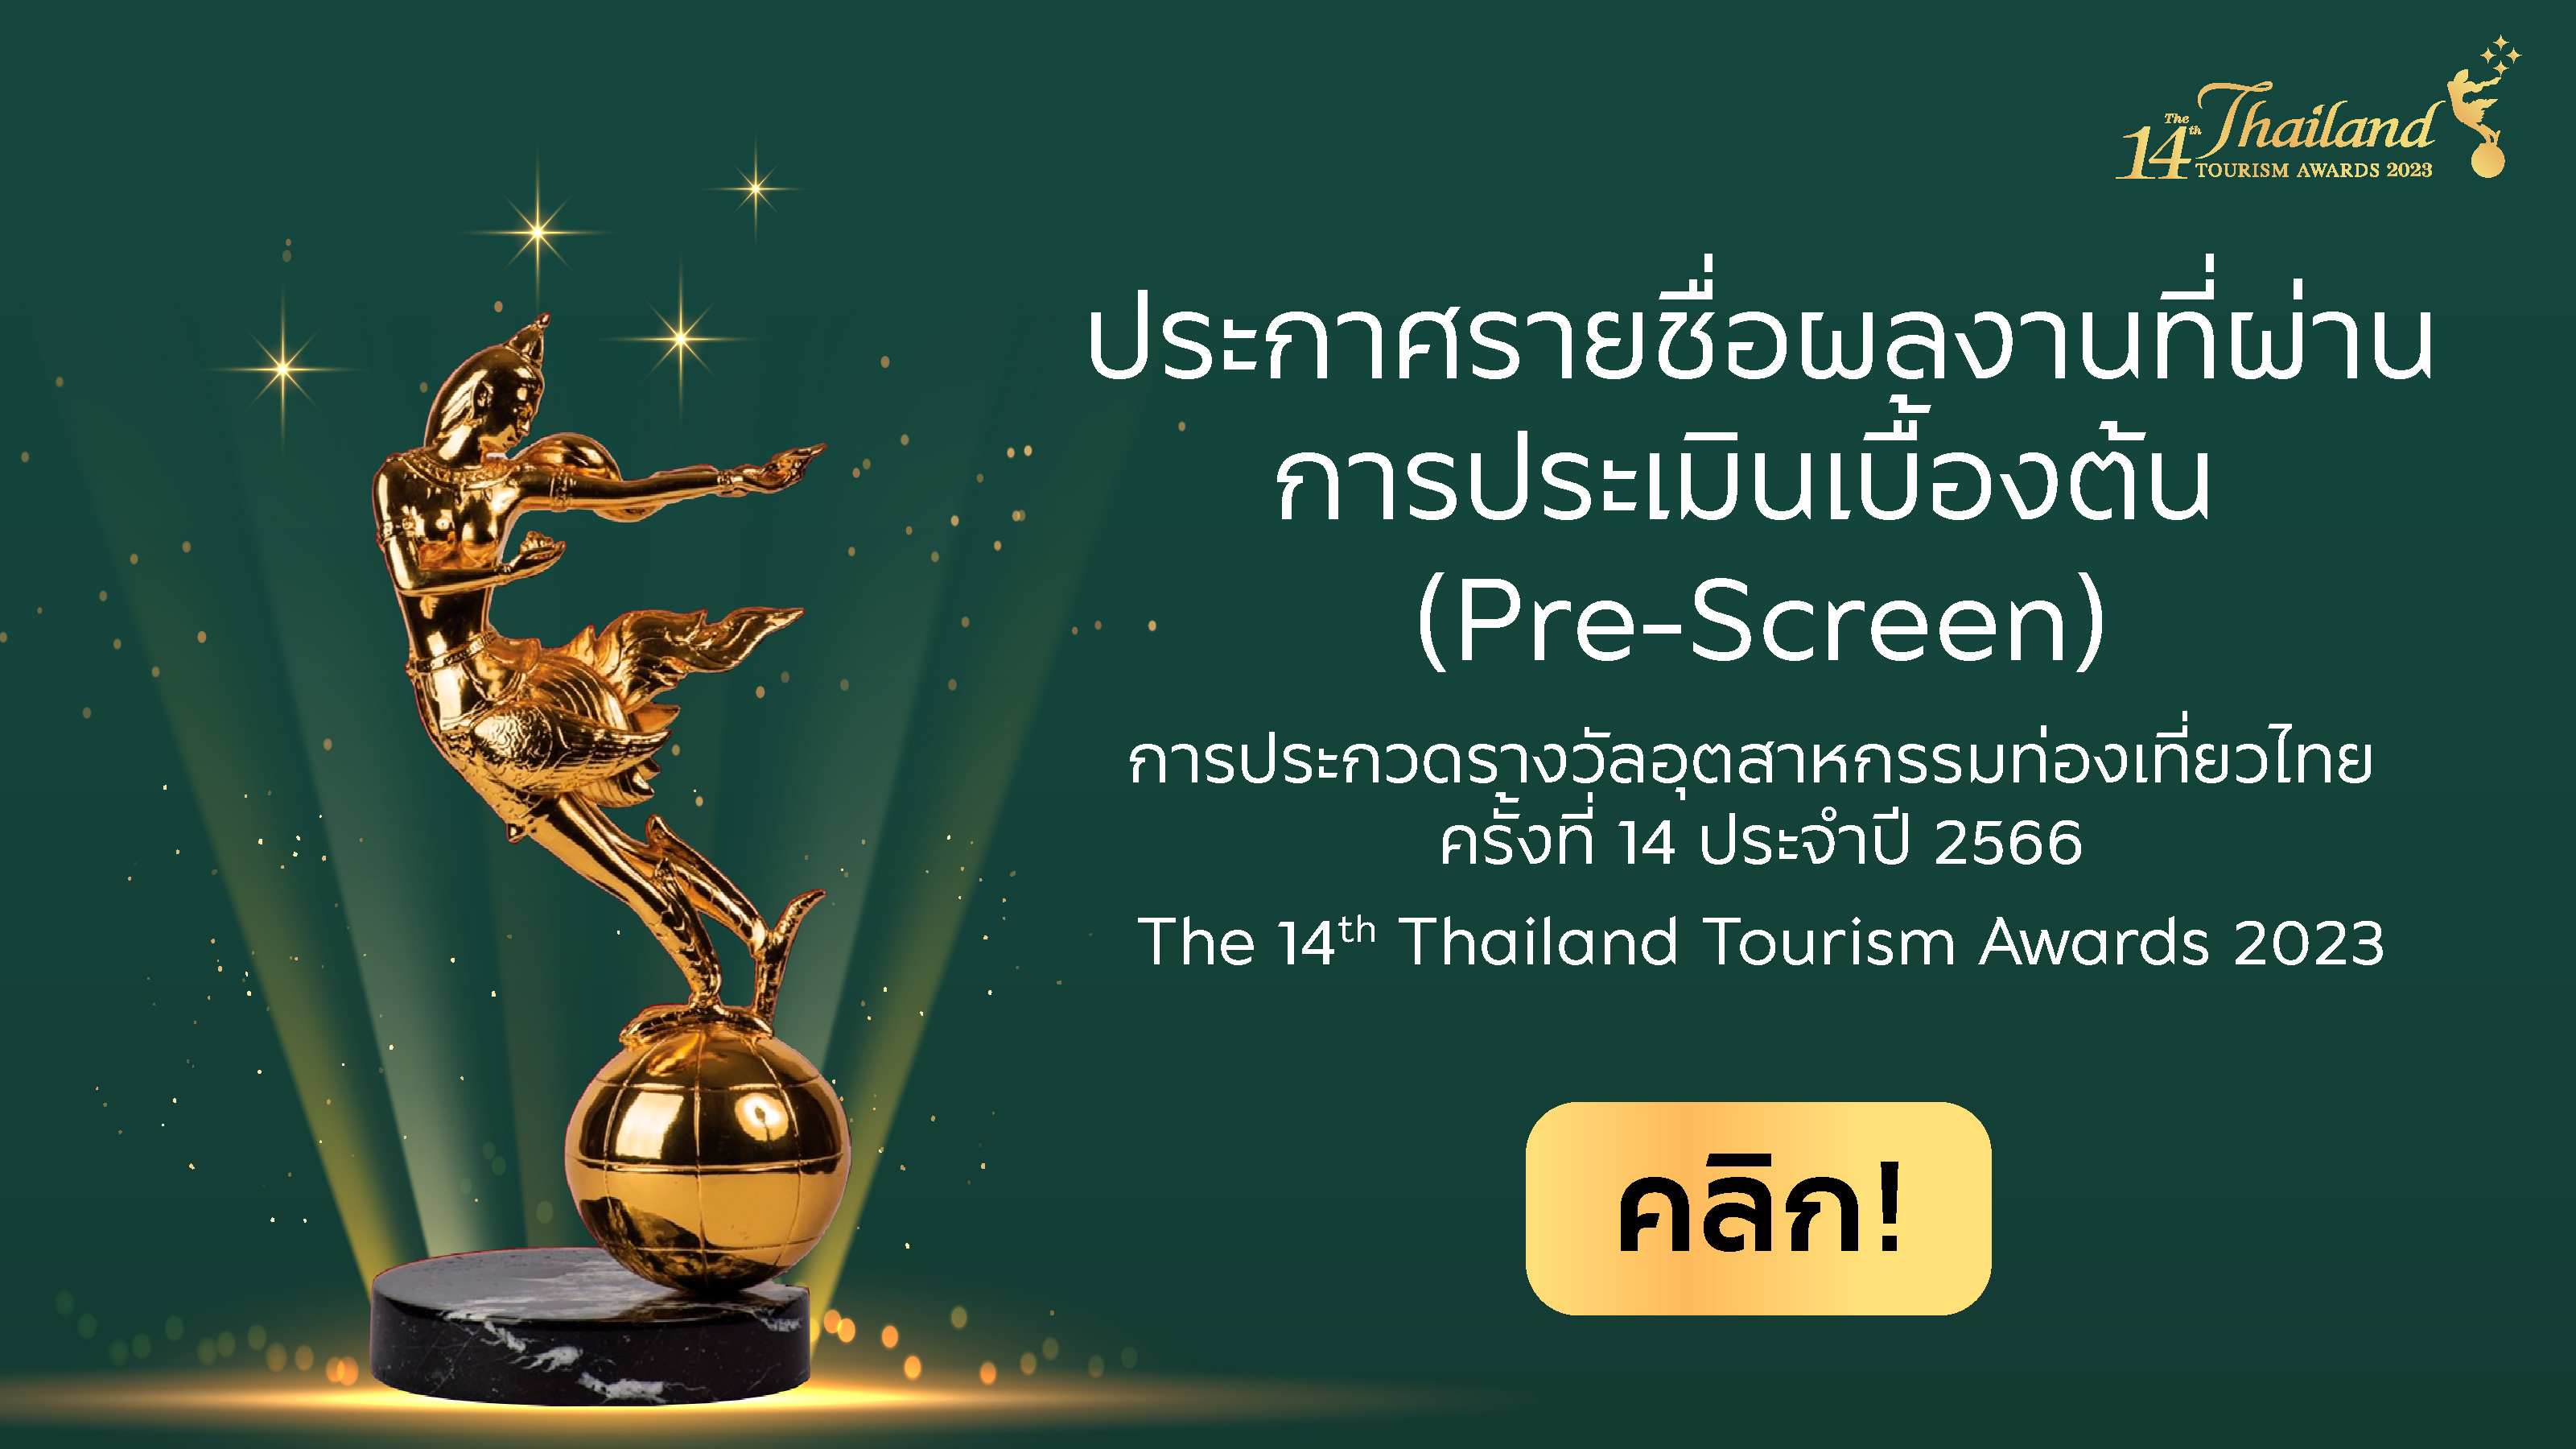 The 14th Thailand
TOURISM AWARDS 2023
ประกาศรายชื่อผลงานที่ผ่าน
การประเมินเบื้องต้น
(Pre-Screen)
การประกวดรางวัลอุตสาหกรรมท่องเที่ยวไทย
ครั้งที่ 14 ประจำปี 2566
The 14th Thailand Tourism Awards 2023
คลิก!